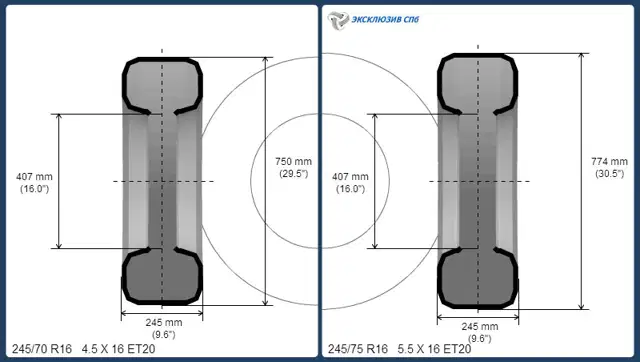 ЭКСКЛЮЗИВ СПб
407 mm
(16.0")
750 mm
(29.5")
245 mm
(9.6")
245/70 R16 4.5 X 16 ET20
407 mm
(16.0")
774 mm
(30.5")
245 mm
(9.6")
245/75 R16 5.5 X 16 ET20